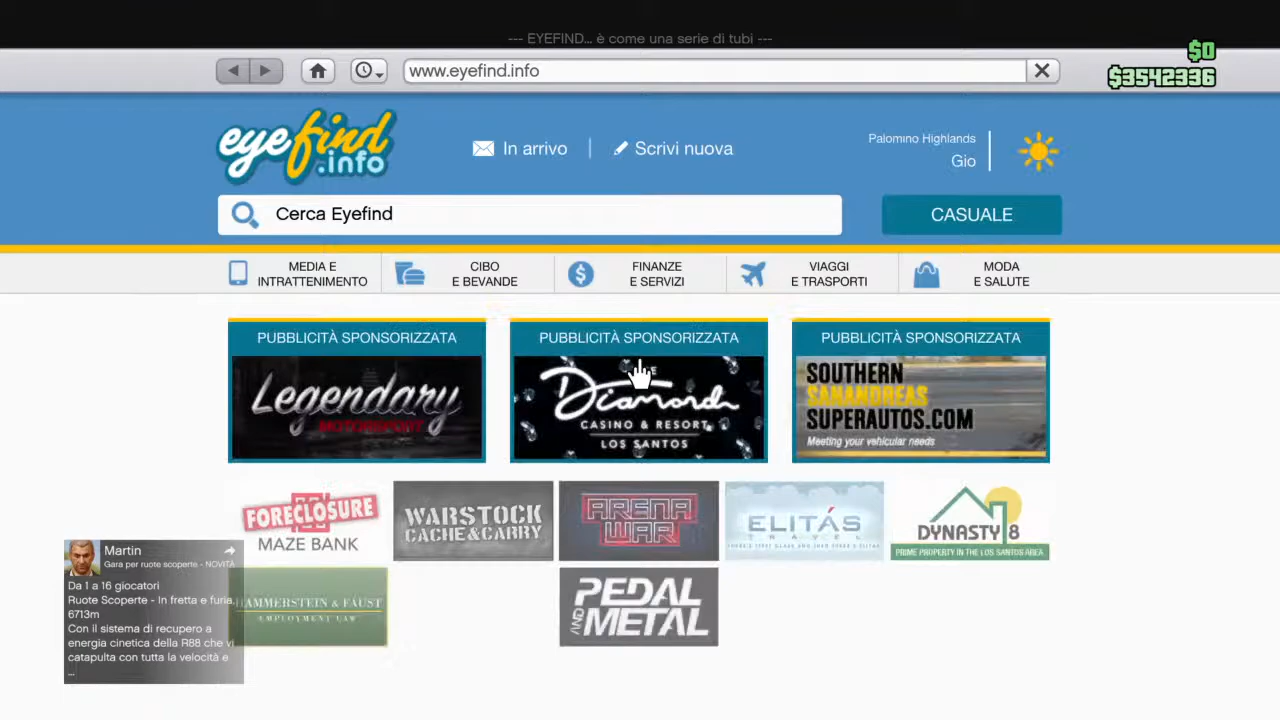 --- EYEFIND... è come una serie di tubi ---
$0
www.eyefind.info
$3542336
eyefind
.info
In arrivo
Scrivi nuova
Palomino Highlands
Gio
Cerca Eyefind
CASUALE
MEDIA E
INTRATTENIMENTO
CIBO
E BEVANDE
FINANZE
E SERVIZI
VIAGGI
E TRASPORTI
MODA
E SALUTE
PUBBLICITÀ SPONSORIZZATA
Legendary
MOTORSPORT
PUBBLICITÀ SPONSORIZZATA
Diamond
CASINO & RESORT
LOS SANTOS
PUBBLICITÀ SPONSORIZZATA
SOUTHERN
SANANDREAS
SUPERAUTOS.COM
Meeting your vehicular needs
FORECLOSURE
MAZE BANK
WARSTOCK
CACHE&CARRY
ARENA
WAR
ELITÁS
TRAVEL
DYNASTY 8
PRIME PROPERTY IN THE LOS SANTOS AREA
HAMMERSTEIN & FAUST
EMPLOYMENT LAW
PEDAL
AND METAL
Martin
Gara per ruote scoperte - NOVITÀ
Da 1 a 16 giocatori
Ruote Scoperte - In fretta e furia,
6713m
Con il sistema di recupero a
energia cinetica della R88 che vi
catapulta con tutta la velocità e
...